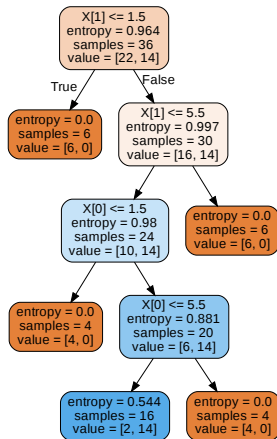 X[1] <= 1.5
entropy = 0.964
samples = 36
value = [22, 14]
True
False
entropy = 0.0
samples = 6
value = [6, 0]
X[1] <= 5.5
entropy = 0.997
samples = 30
value = [16, 14]
X[0] <= 1.5
entropy = 0.98
samples = 24
value = [10, 14]
entropy = 0.0
samples = 6
value = [6, 0]
entropy = 0.0
samples = 4
value = [4, 0]
X[0] <= 5.5
entropy = 0.881
samples = 20
value = [6, 14]
entropy = 0.544
samples = 16
value = [2, 14]
entropy = 0.0
samples = 4
value = [4, 0]